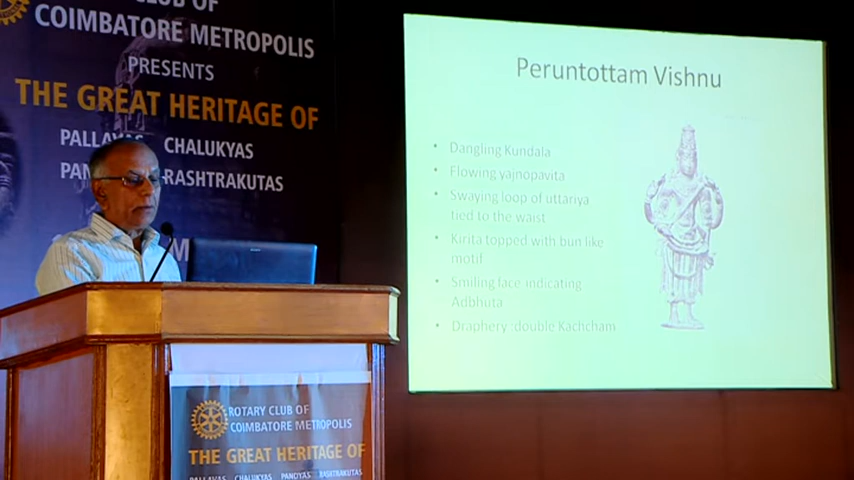 CLUB OF
COIMBATORE METROPOLIS
PRESENTS
THE GREAT HERITAGE OF
PALLAVAS CHALUKYAS
RASHTRAKUTAS
Peruntottam Vishnu
• Dangling Kundala
• Flowing yajnopavita
• Swaying loop of uttariya
tied to the waist
• Kirita topped with bun like
motif
• Smiling face indicating
Adbhuta
• Draphery :double Kachcham
ROTARY CLUB OF
COIMBATORE METROPOLIS
THE GREAT HERITAGE OF
PALLAVAS CHALUKYAS PANDYAS RASHTRAKUTAS